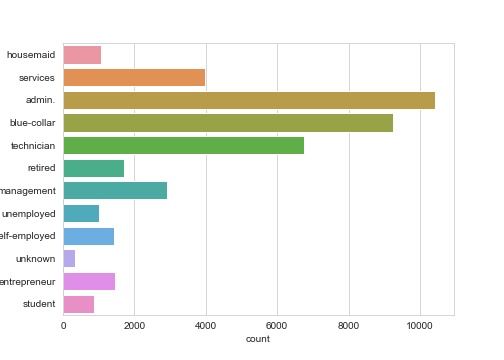 housemaid
services
admin.
blue-collar
technician
retired
management
unemployed
elf-employed
unknown
entrepreneur
student
0 2000 4000 6000 8000 10000
count